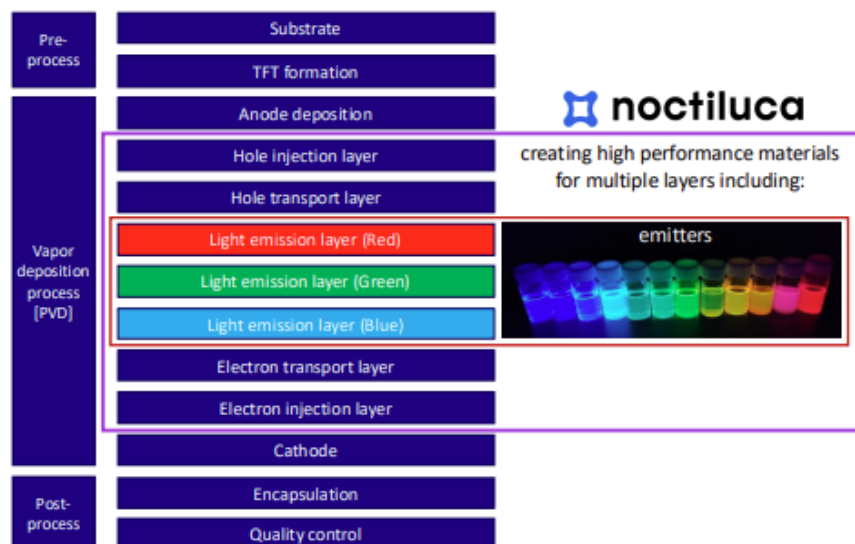 Pre-
process
Substrate
TFT formation
Vapor
deposition
process
[PVD]
Anode deposition
Hole injection layer
Hole transport layer
Light emission layer (Red)
Light emission layer (Green)
Light emission layer (Blue)
Electron transport layer
Electron injection layer
Cathode
Post-
process
Encapsulation
Quality control
noctiluca
creating high performance materials
for multiple layers including:
emitters